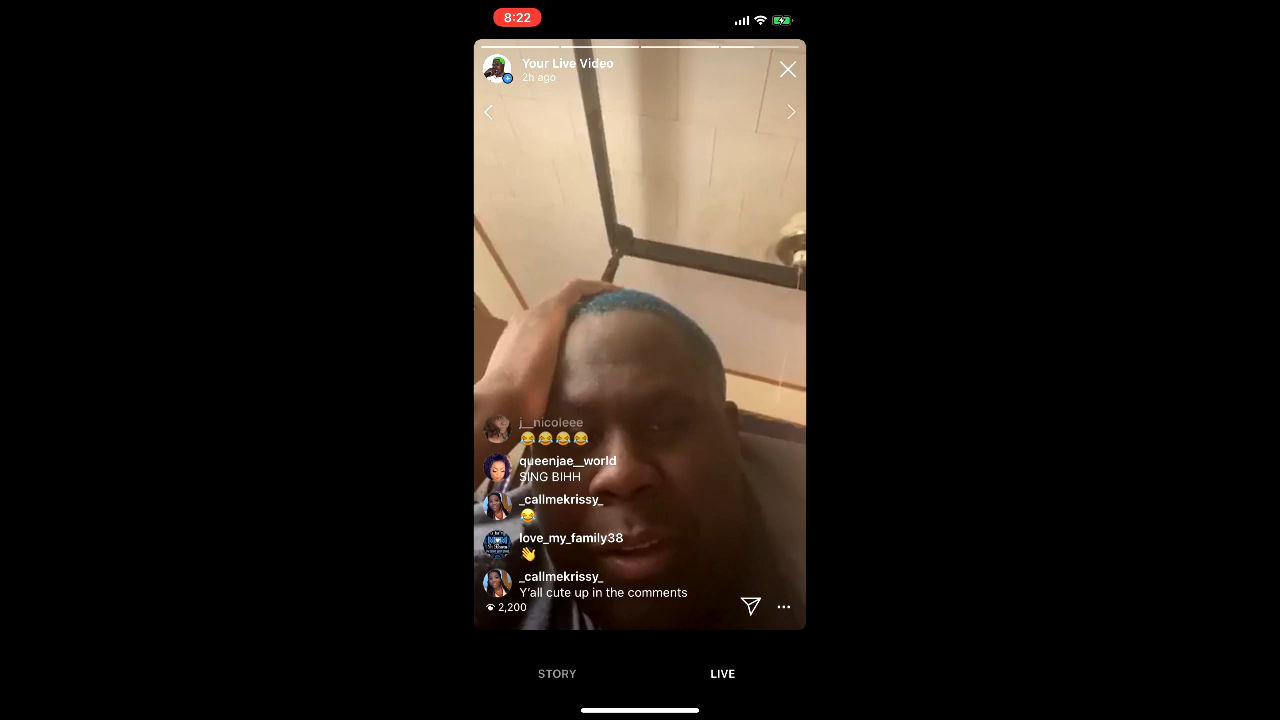 8:22
Your Live Video
2h ago
j__nicoleee
😂😂😂😂
queenjae__world
SING BIHH
_callmekrissy_
😂
love_my_family38
👋
_callmekrissy_
Y'all cute up in the comments
2,200
STORY
LIVE